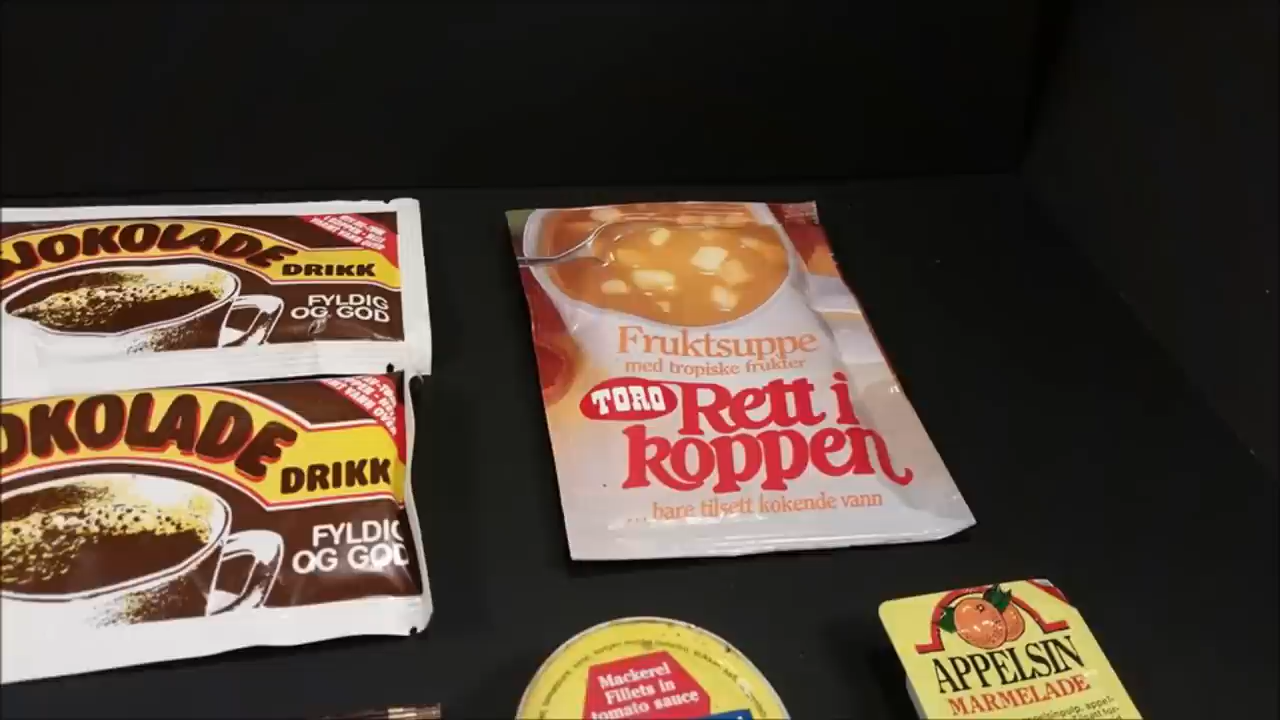 JOKOLADE
DRIKK
FYLDIG
OG GOD
OKOLADE
DRIKK
FYLDIG
OG GOD
Fruktsuppe
med tropiske frukter
TORO Rett i
koppen
...bare tilsett kokende vann
Mackerel
Fillets in
tomato sauce
APPELSIN
MARMELADE